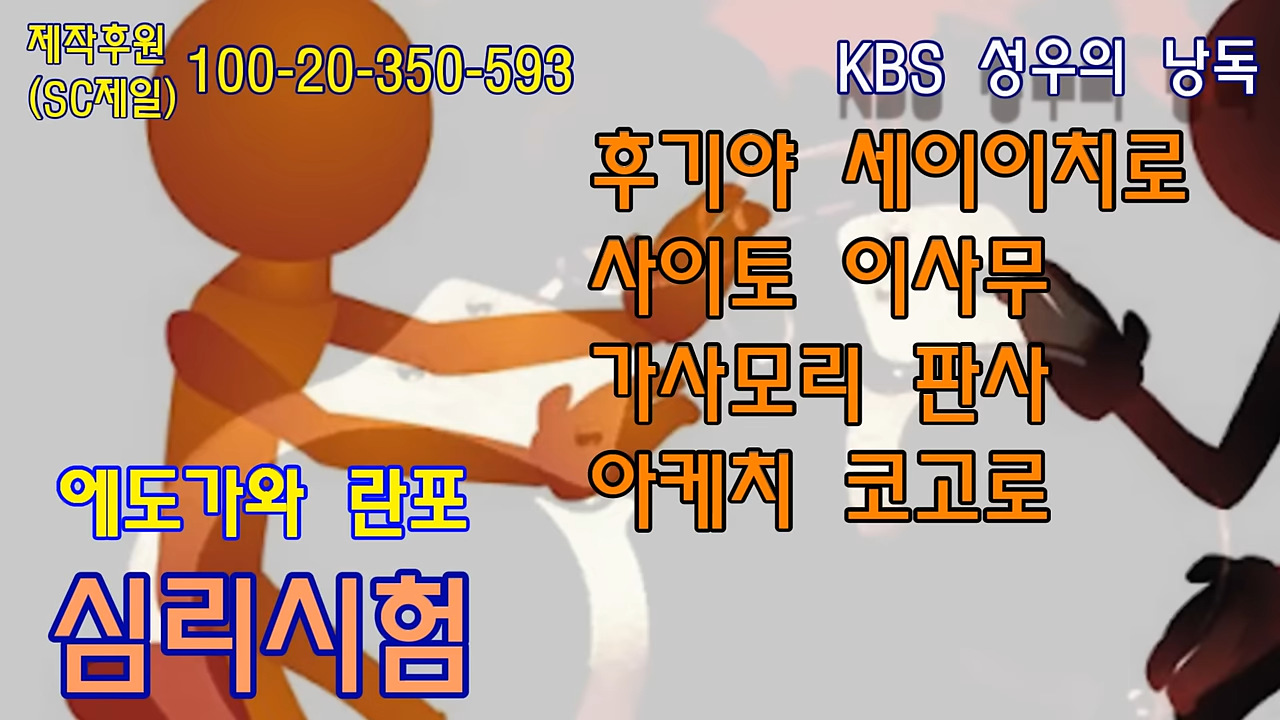 제작후원
(SC제일) 100-20-350-593
KBS 성우의 낭독
후기야 세이이치로
사이토 이사무
가사모리 판사
아케치 코고로
에도가와 란포
심리시험